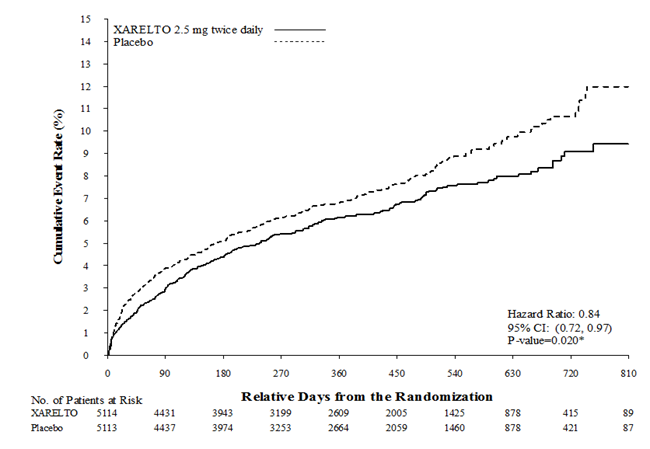 15
14
13
12
11
10
9
8
7
6
5
4
3
2
1
0
Cumulative Event Rate (%)
XARELTO 2.5 mg twice daily
Placebo
Hazard Ratio: 0.84
95% CI: (0.72, 0.97)
P-value=0.020*
0 90 180 270 360 450 540 630 720 810
Relative Days from the Randomization
No. of Patients at Risk
XARELTO 5114 4431 3943 3199 2609 2005 1425 878 415 89
Placebo 5113 4437 3974 3253 2664 2059 1460 878 421 87